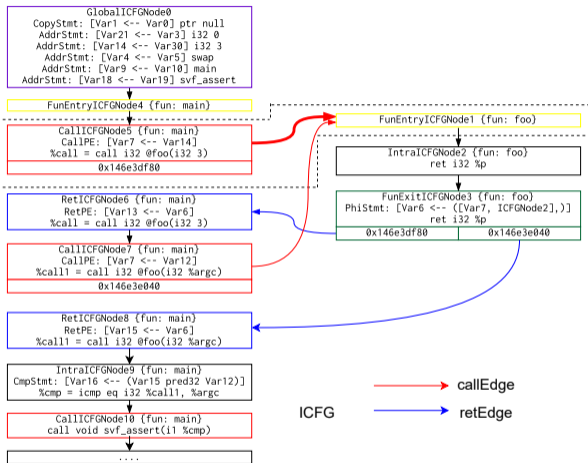 GlobalICFGNode0
CopyStmt: [Var1 <-- Var0] ptr null
AddrStmt: [Var21 <-- Var3] i32 0
AddrStmt: [Var14 <-- Var30] i32 3
AddrStmt: [Var4 <-- Var5] swap
AddrStmt: [Var9 <-- Var10] main
AddrStmt: [Var18 <-- Var19] svf_assert
FunEntryICFGNode4 {fun: main}
CallICFGNode5 {fun: main}
CallPE: [Var7 <-- Var14]
%call = call i32 @foo(i32 3)
0x146e3df80
RetICFGNode6 {fun: main}
RetPE: [Var13 <-- Var6]
%call = call i32 @foo(i32 3)
CallICFGNode7 {fun: main}
CallPE: [Var7 <-- Var12]
%call1 = call i32 @foo(i32 %argc)
0x146e3e040
RetICFGNode8 {fun: main}
RetPE: [Var15 <-- Var6]
%call1 = call i32 @foo(i32 %argc)
IntraICFGNode9 {fun: main}
CmpStmt: [Var16 <-- (Var15 pred32 Var12)]
%cmp = icmp eq i32 %call1, %argc
CallICFGNode10 {fun: main}
call void svf_assert(i1 %cmp)
....
FunEntryICFGNode1 {fun: foo}
IntraICFGNode2 {fun: foo}
ret i32 %p
FunExitICFGNode3 {fun: foo}
PhiStmt: [Var6 <-- ([Var7, ICFGNode2],)]
ret i32 %p
0x146e3df80 0x146e3e040
ICFG
callEdge
retEdge